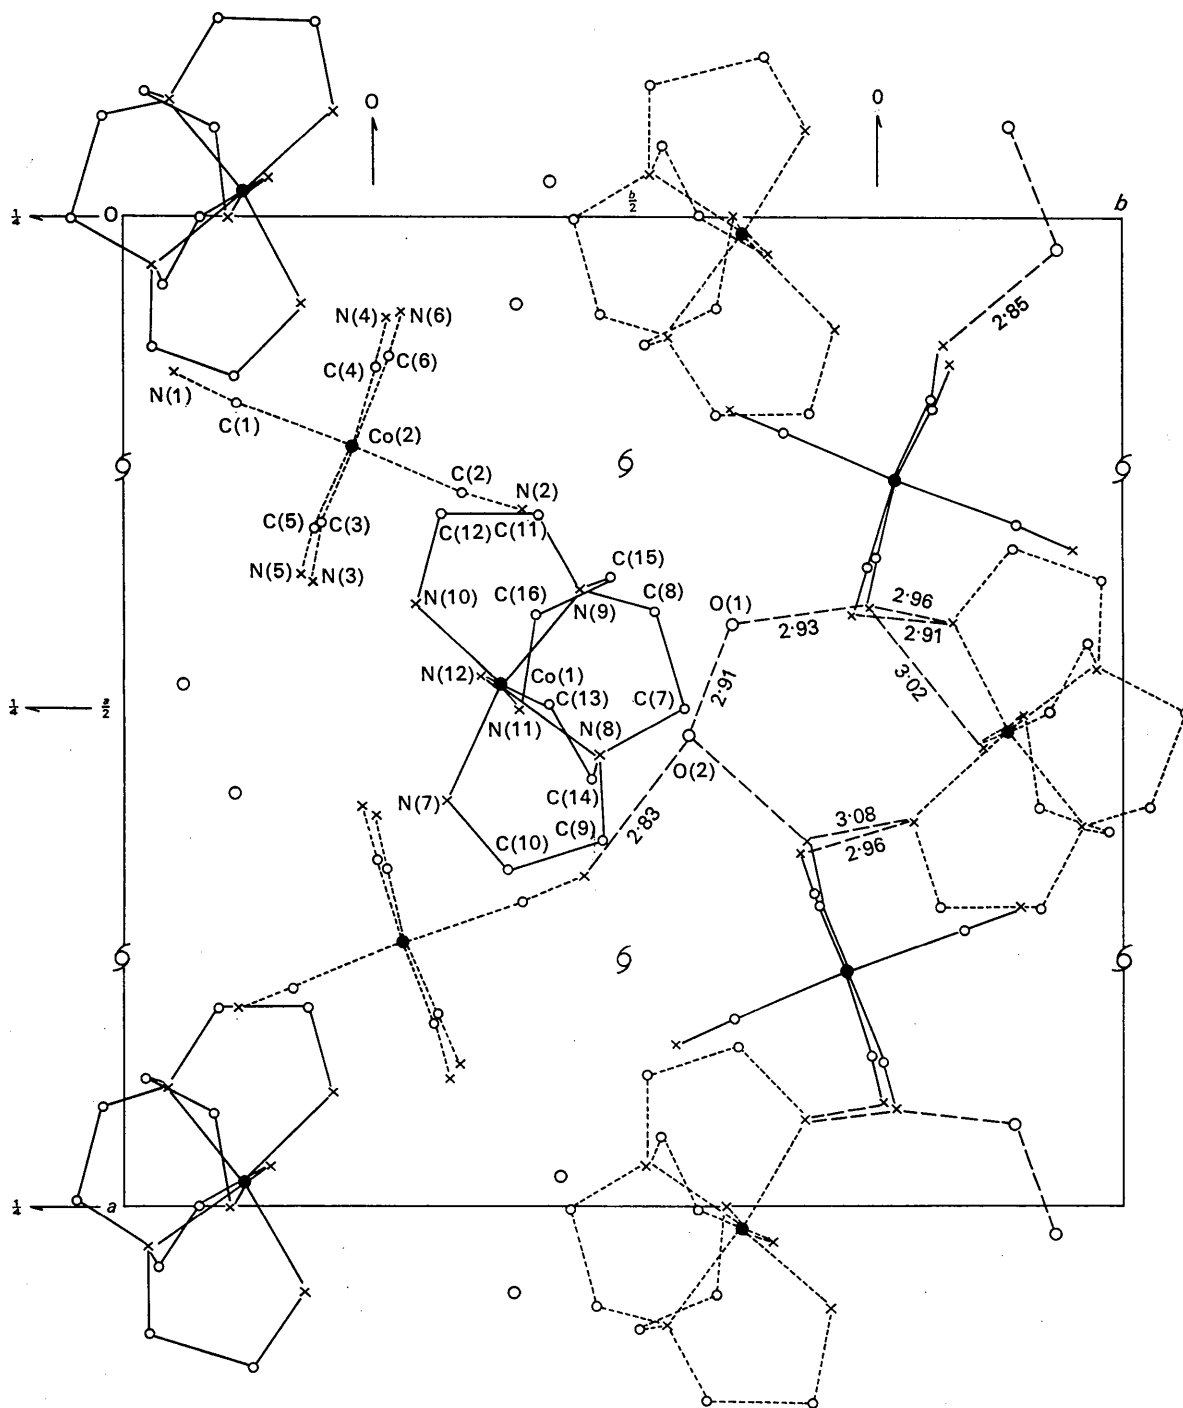 0
0
1/4
0
b/2
b
2·85
N(4)
N(6)
C(4)
C(6)
N(1)
C(1)
Co(2)
C(2)
N(2)
C(5)
C(3)
C(12)
C(11)
N(5)
N(3)
C(15)
N(10)
C(16)
N(9)
C(8)
O(1)
2·93
2·96
2·91
3·02
N(12)
Co(1)
C(13)
2·91
1/4
a/2
N(11)
N(8)
C(7)
O(2)
N(7)
C(14)
C(9)
C(10)
2·83
3·08
2·96
1/4
a